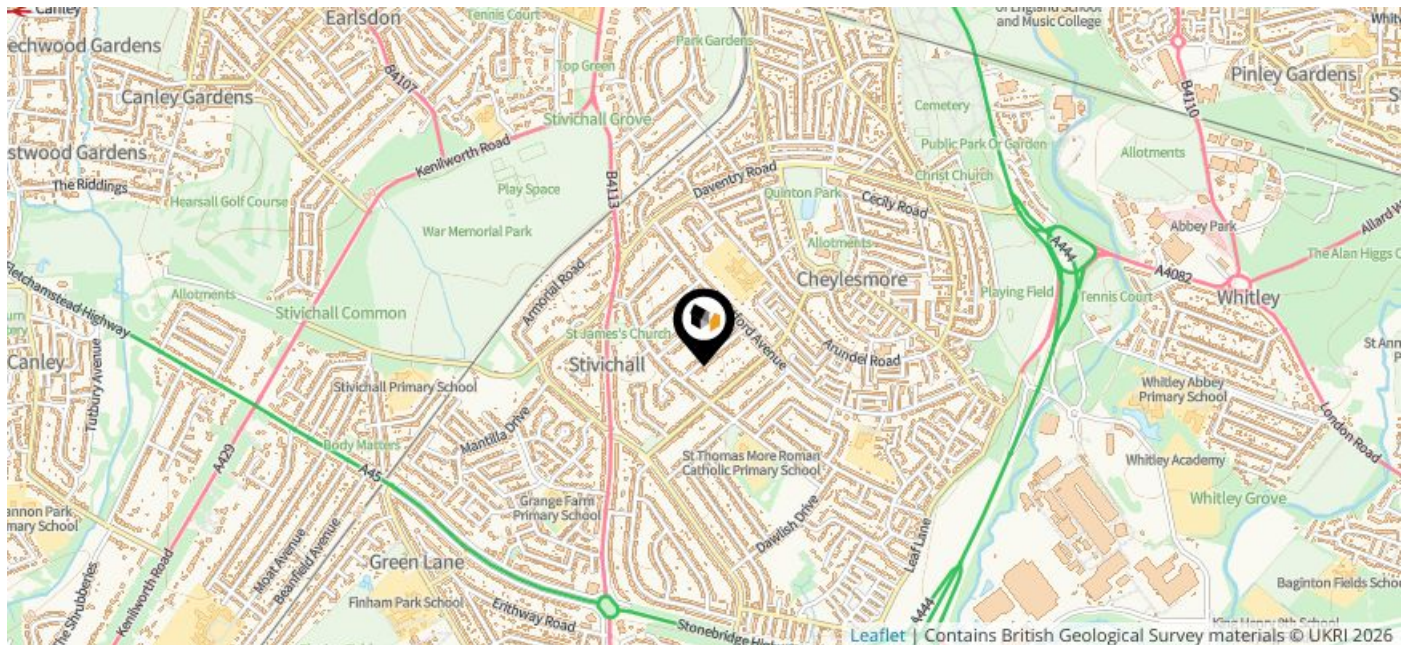 Canley
Earlsdon
Tennis Court
and Music College
echwood Gardens
Park Gardens
Pinley Gardens
Top Green
B4107
B4110
Canley Gardens
Stivichall Grove
Cemetery
Public Park Or Garden
Allotments
stwood Gardens
Kenilworth Road
The Riddings
Play Space
B4113
Daventry Road
Christ Church
Quinton Park
Cecily Road
Hearsall Golf Course
War Memorial Park
Abbey Park
Allard W
Allotments
A444
The Alan Higgs C
Cheylesmore
A4082
Fletchamstead Highway
Allotments
Armorial Road
Playing Field
Tennis Court
Whitley
Stivichall Common
St James's Church
ford Avenue
Arundel Road
St Ann
Canley
Stivichall
Tutbury Avenue
Stivichall Primary School
Whitley Abbey
Primary School
Mantilla Drive
London Road
Body Matters
St Thomas More Roman
Catholic Primary School
Whitley Academy
A429
A45
Whitley Grove
Grange Farm
Primary School
annon Park
mary School
Dawlish Drive
Leaf Lane
Moat Avenue
Beanfield Avenue
Green Lane
Kenilworth Road
The Shrubberies
Finham Park School
Erithway Road
Baginton Fields Schoo
A444
Stonebridge High
King Henry 8th School
Leaflet | Contains British Geological Survey materials © UKRI 2026